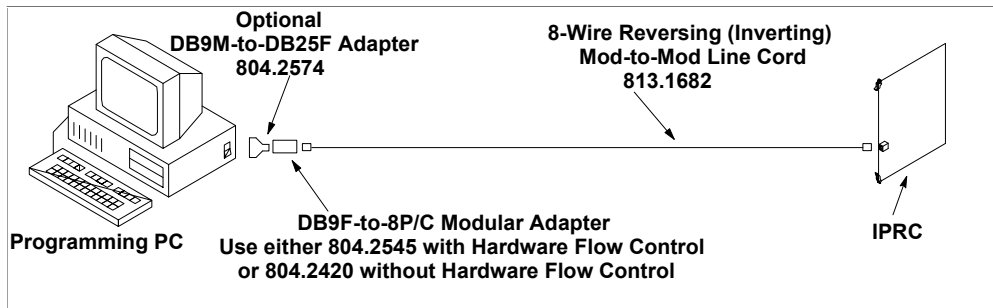 Optional
DB9M-to-DB25F Adapter
804.2574
8-Wire Reversing (Inverting)
Mod-to-Mod Line Cord
813.1682
Programming PC
DB9F-to-8P/C Modular Adapter
Use either 804.2545 with Hardware Flow Control
or 804.2420 without Hardware Flow Control
IPRC